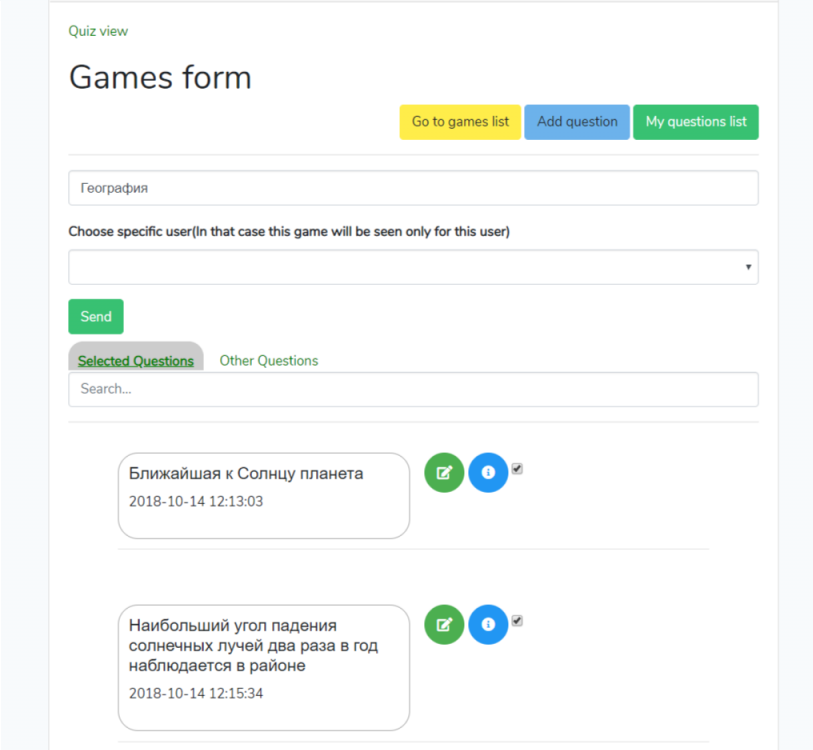 Quiz view
Games form
Go to games list
Add question
My questions list
География
Choose specific user(In that case this game will be seen only for this user)
Send
Selected Questions
Other Questions
Search...
Ближайшая к Солнцу планета
2018-10-14 12:13:03
Наибольший угол падения
солнечных лучей два раза в год
наблюдается в районе
2018-10-14 12:15:34